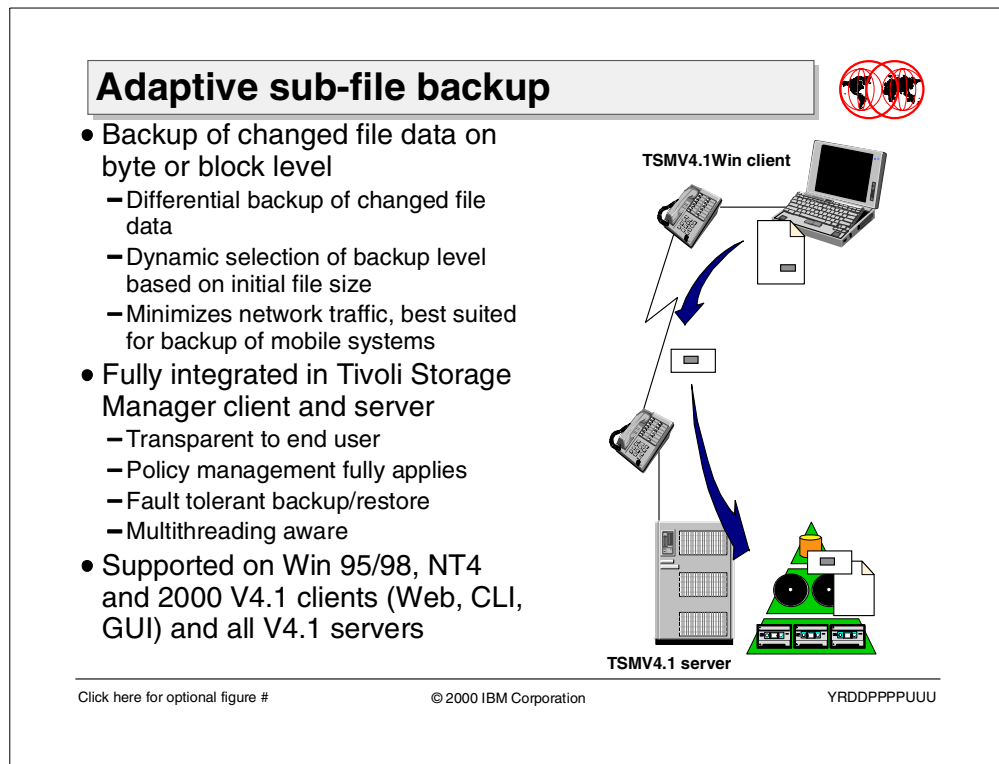 Adaptive sub-file backup
• Backup of changed file data on
byte or block level
–Differential backup of changed file
data
–Dynamic selection of backup level
based on initial file size
–Minimizes network traffic, best suited
for backup of mobile systems
• Fully integrated in Tivoli Storage
Manager client and server
–Transparent to end user
–Policy management fully applies
–Fault tolerant backup/restore
–Multithreading aware
• Supported on Win 95/98, NT4
and 2000 V4.1 clients (Web, CLI,
GUI) and all V4.1 servers
TSMV4.1Win client
TSMV4.1 server
Click here for optional figure #
© 2000 IBM Corporation
YRDDPPPPUUU